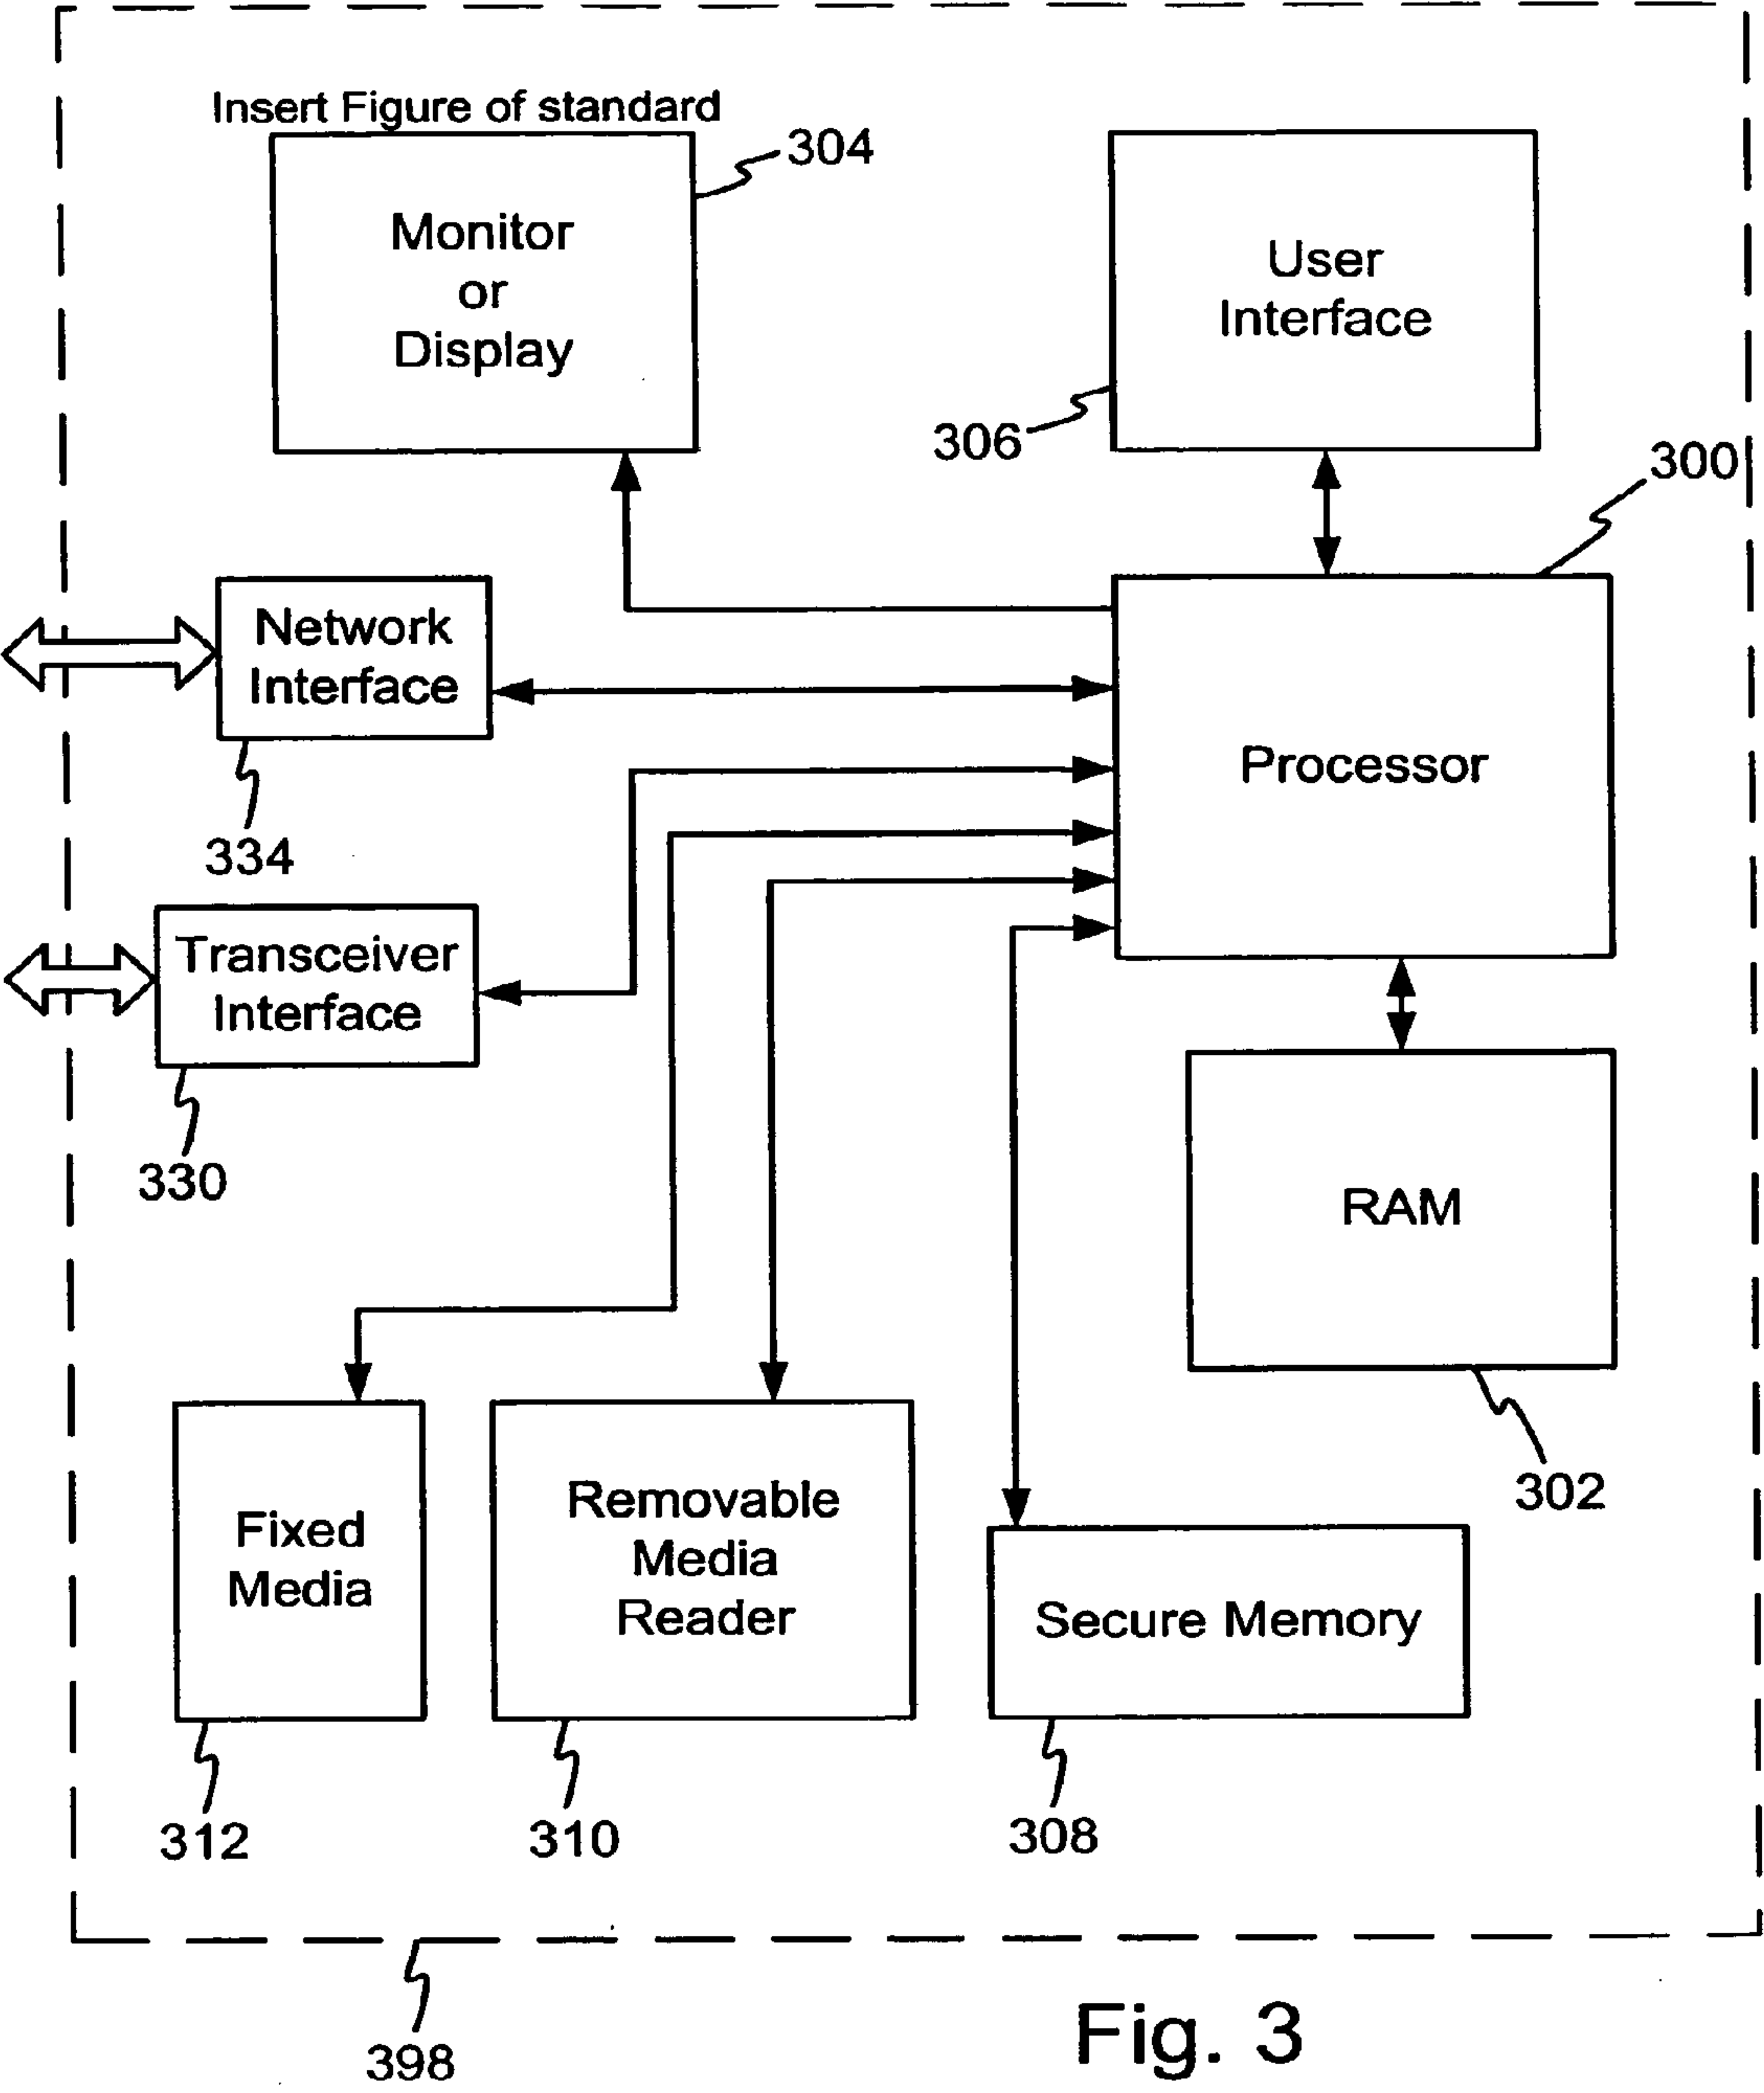 Insert Figure of standard
304
Monitor
or
Display
User
Interface
306
300
Network
Interface
334
Processor
Transceiver
Interface
330
RAM
302
Fixed
Media
Removable
Media
Reader
Secure Memory
312
310
308
398
Fig. 3